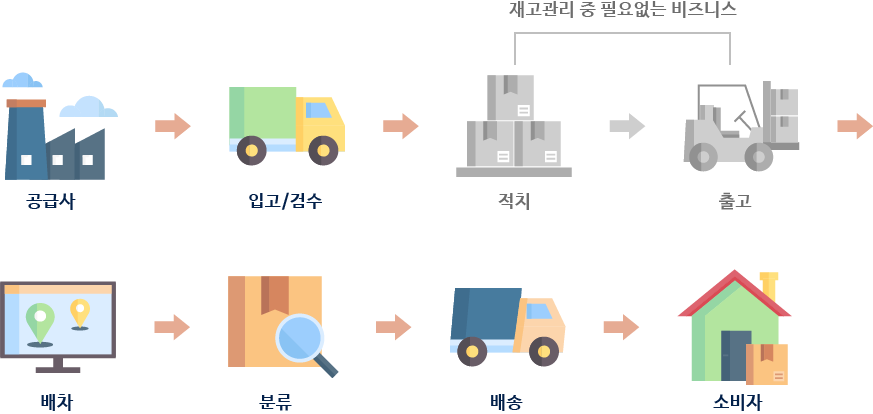 재고관리 중 필요없는 비즈니스
공급사
입고/검수
적치
출고
배차
분류
배송
소비자